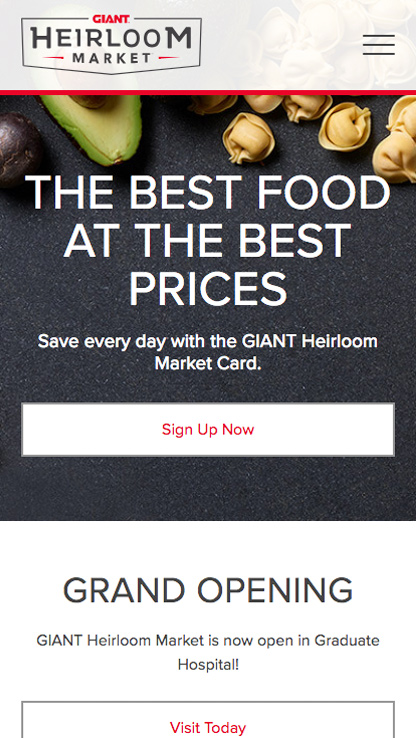 GIANT
HEIRLOOM
MARKET
THE BEST FOOD
AT THE BEST
PRICES
Save every day with the GIANT Heirloom
Market Card.
Sign Up Now
GRAND OPENING
GIANT Heirloom Market is now open in Graduate
Hospital!
Visit Today